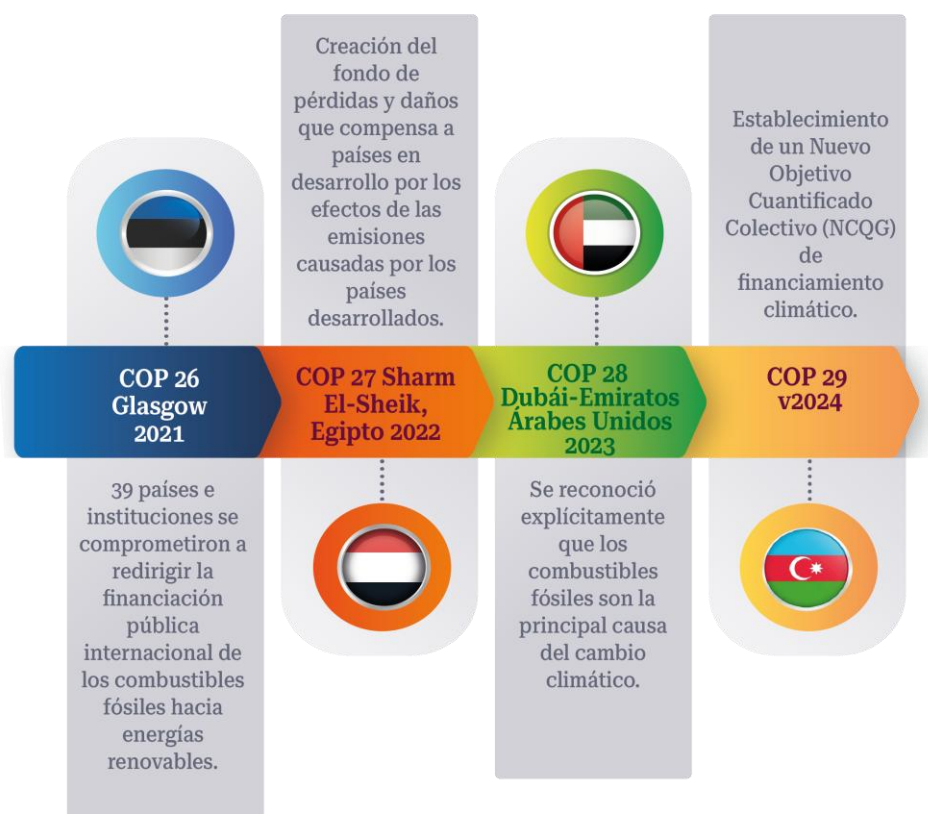 COP 26
Glasgow
2021
39 países e
instituciones se
comprometiron a
redirigir la
financiación
pública
internacional de
los combustibles
fósiles hacia
energías
renovables.
Creación del
fondo de
pérdidas y daños
que compensa a
países en
desarrollo por los
efectos de las
emisiones
causadas por los
países
desarrollados.
COP 27 Sharm
El-Sheik,
Egipto 2022
COP 28
Dubái-Emiratos
Árabes Unidos
2023
Se reconoció
explícitamente
que los
combustibles
fósiles son la
principal causa
del cambio
climático.
Establecimiento
de un Nuevo
Objetivo
Cuantificado
Colectivo (NCQG)
de
financiamiento
climático.
COP 29
v2024